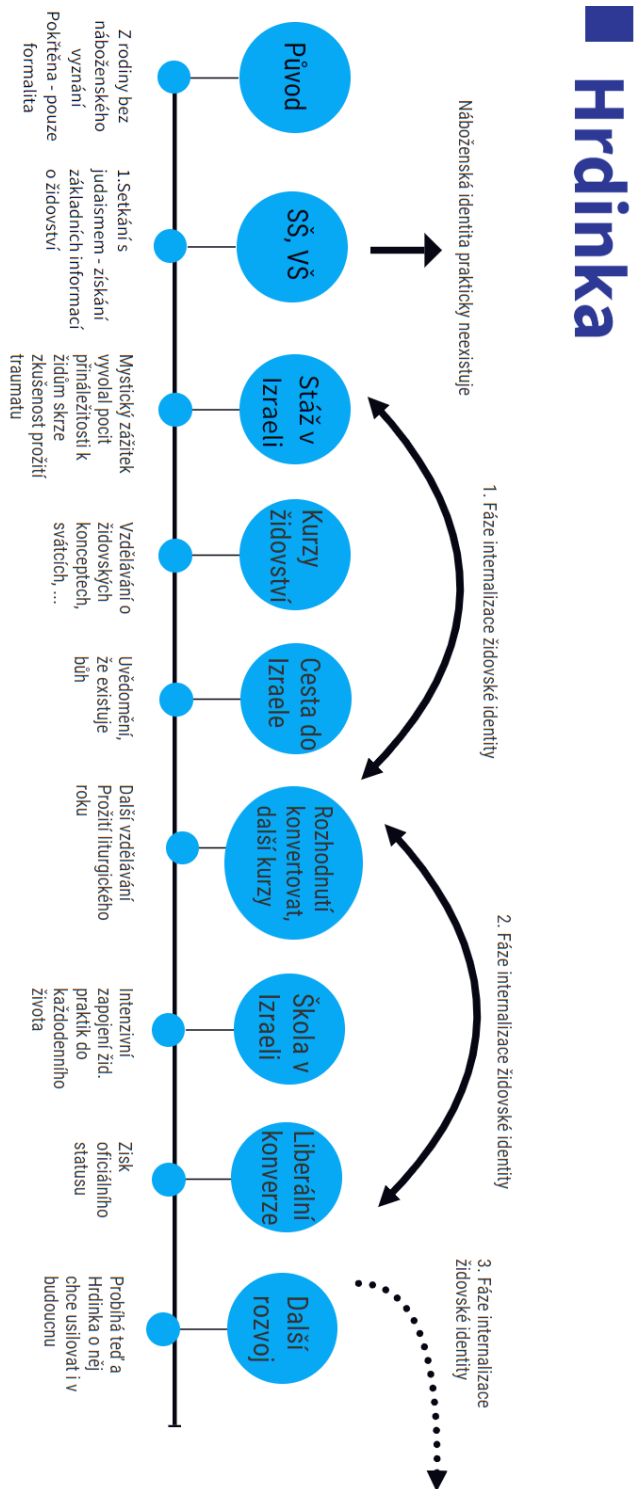 Hrdinka
Náboženská identita prakticky neexistuje
1. Fáze internalizace židovské identity
2. Fáze internalizace židovské identity
3. Fáze internalizace
židovské identity
Původ
SŠ, VŠ
Stáž v
Izraeli
Kurzy
židovství
Cesta do
Izraele
Rozhodnutí
konvertovat,
další kurzy
Škola v
Izraeli
Liberální
konverze
Další
rozvoj
Z rodiny bez
náboženského
vyznání
Pokřtěna - pouze
formalita
1.Setkání s
judaismem - získání
základních informací
o židovství
Mystický zážitek
vyvolal pocit
přináležitosti k
židům skrze
zkušenost prožití
traumatu
Vzdělávání o
židovských
konceptech,
svátcích, ...
Uvědomění,
že existuje
bůh
Další vzdělávání
Prožití liturgického
roku
Intenzivní
zapojení žid.
praktik do
každodenního
života
Zisk
oficiálního
statusu
Probíhá teď a
Hrdinka o něj
chce usilovat i v
budoucnu